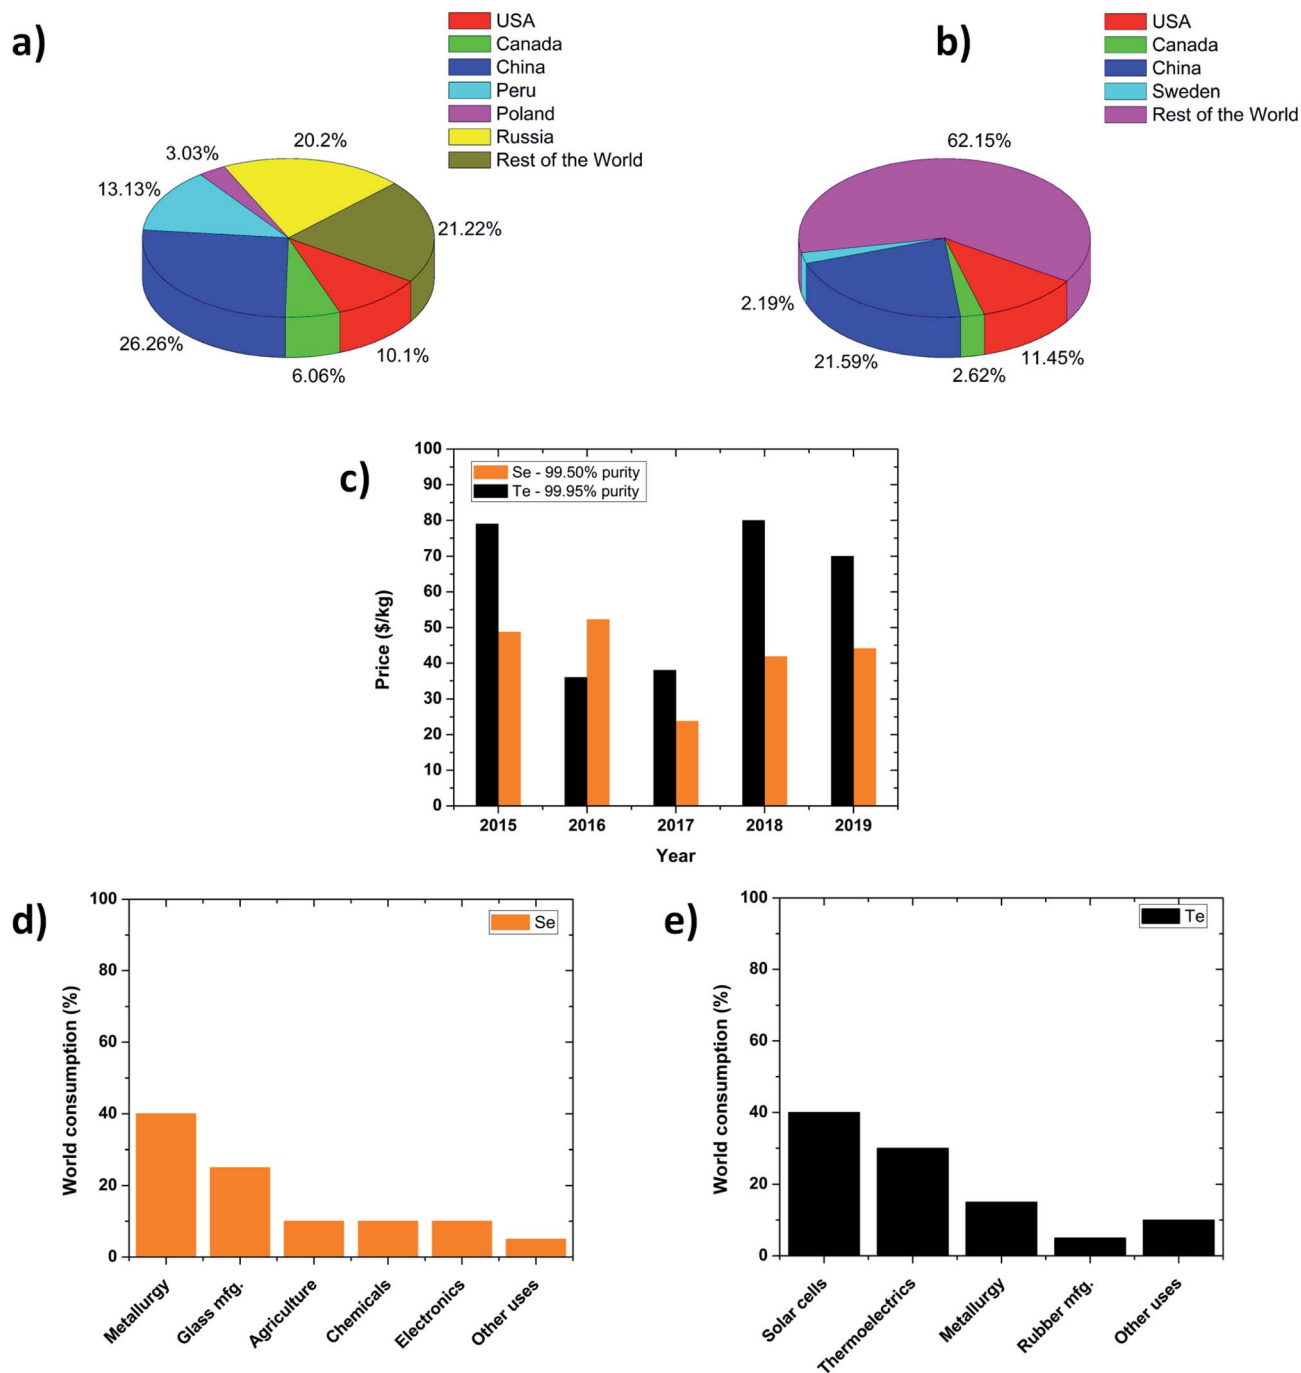 a)
USA
Canada
China
Peru
Poland
Russia
Rest of the World
20.2%
3.03%
13.13%
21.22%
26.26%
10.1%
6.06%
b)
USA
Canada
China
Sweden
Rest of the World
62.15%
2.19%
21.59%
11.45%
2.62%
c)
Se - 99.50% purity
Te - 99.95% purity
Price ($/kg)
100
90
80
70
60
50
40
30
20
10
0
2015 2016 2017 2018 2019
Year
d)
Se
World consumption (%)
100
80
60
40
20
0
Metallurgy
Glass mfg.
Agriculture
Chemicals
Electronics
Other uses
e)
Te
World consumption (%)
100
80
60
40
20
0
Solar cells
Thermoelectrics
Metallurgy
Rubber mfg.
Other uses